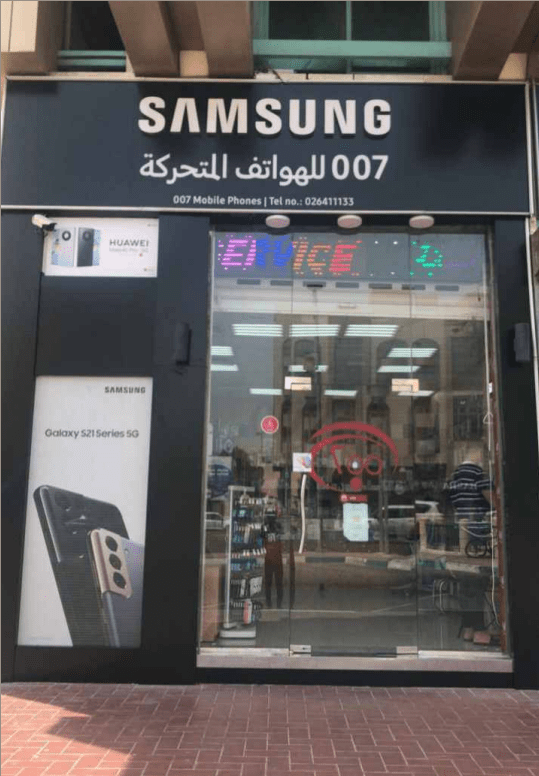 SAMSUNG
007 للهواتف المتحركة
007 Mobile Phones | Tel no.: 026411133
HUAWEI
SAMSUNG
Galaxy S21 Series 5G